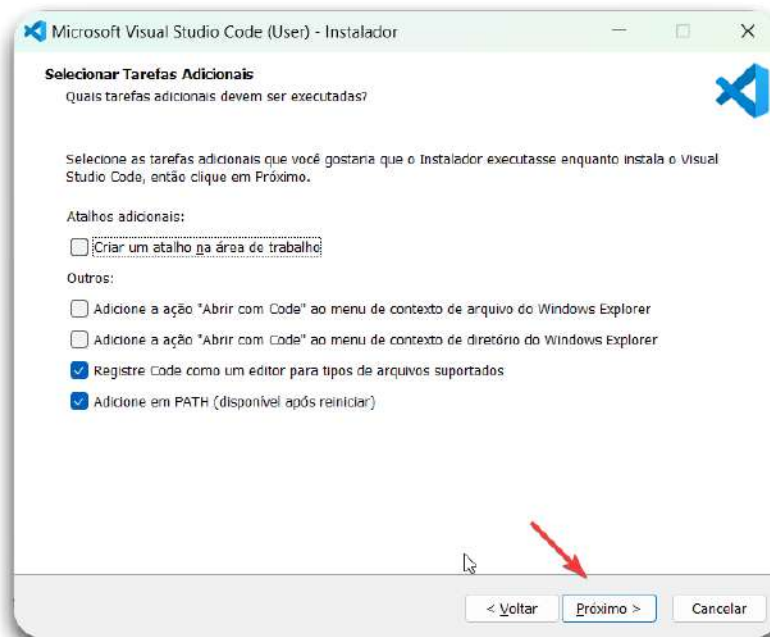 Microsoft Visual Studio Code (User) - Instalador
Selecionar Tarefas Adicionais
Quais tarefas adicionais devem ser executadas?
Selecione as tarefas adicionais que você gostaria que o Instalador executasse enquanto instala o Visual
Studio Code, então clique em Próximo.
Atalhos adicionais:
Criar um atalho na área de trabalho
Outros:
Adicione a ação "Abrir com Code" ao menu de contexto de arquivo do Windows Explorer
Adicione a ação "Abrir com Code" ao menu de contexto de diretório do Windows Explorer
Registre Code como um editor para tipos de arquivos suportados
Adicione em PATH (disponível após reiniciar)
< Voltar Próximo > Cancelar